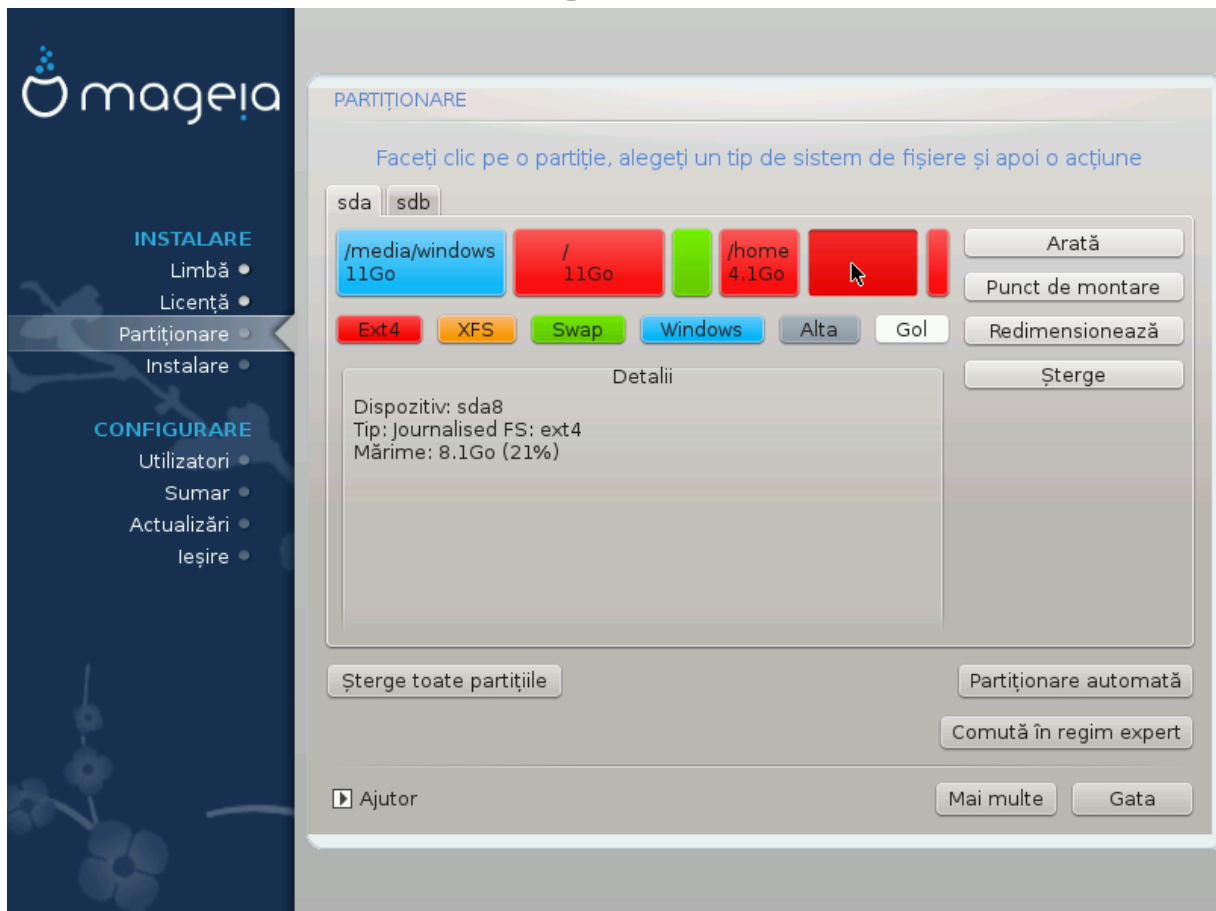 mageia
INSTALARE
Limbă
Licență
Partiționare
Instalare
CONFIGURARE
Utilizatori
Sumar
Actualizări
Ieșire
PARTIȚIONARE
Faceți clic pe o partiție, alegeți un tip de sistem de fișiere și apoi o acțiune
sda sdb
/media/windows
11Go
/
11Go
/home
4.1Go
Ext4 XFS Swap Windows Alta Gol
Arată
Punct de montare
Redimensionează
Șterge
Detalii
Dispozitiv: sda8
Tip: Journalised FS: ext4
Mărime: 8.1Go (21%)
Șterge toate partițiile
Partiționare automată
Comută în regim expert
Ajutor
Mai multe
Gata